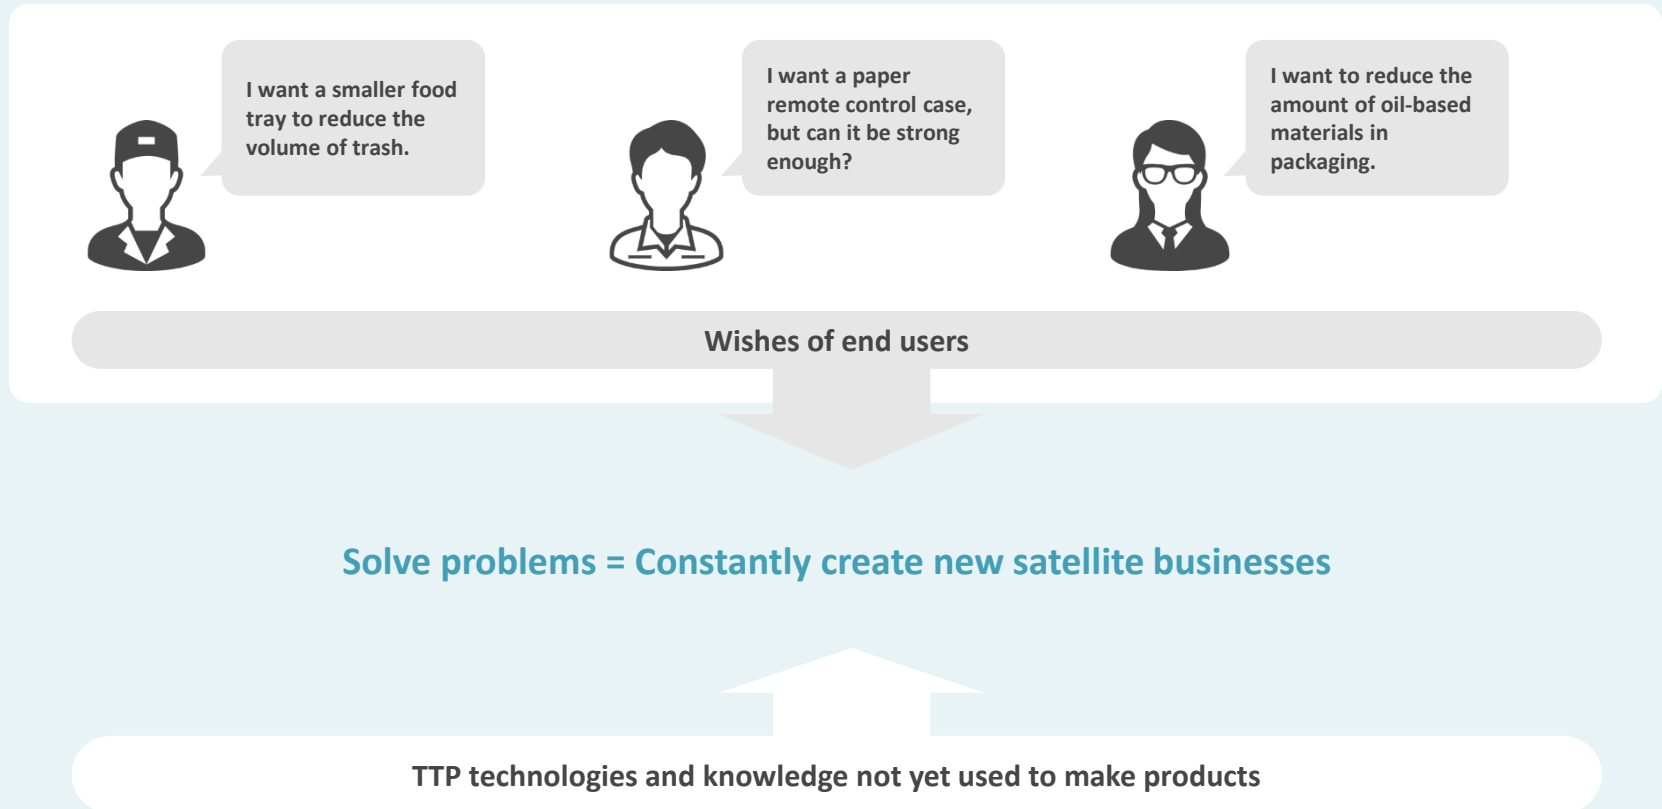 I want a smaller food
tray to reduce the
volume of trash.
I want a paper
remote control case,
but can it be strong
enough?
I want to reduce the
amount of oil-based
materials in
packaging.
Wishes of end users
Solve problems = Constantly create new satellite businesses
TTP technologies and knowledge not yet used to make products